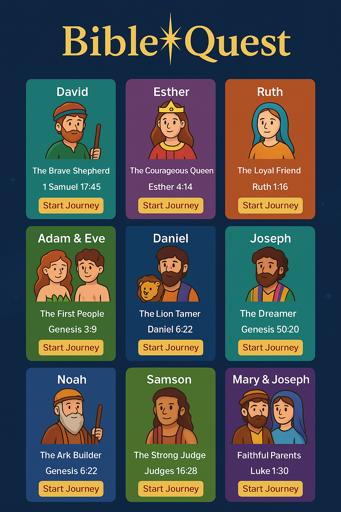 Bible Quest
David
The Brave Shepherd
1 Samuel 17:45
Start Journey
Esther
The Courageous Queen
Esther 4:14
Start Journey
Ruth
The Loyal Friend
Ruth 1:16
Start Journey
Adam & Eve
The First People
Genesis 3:9
Start Journey
Daniel
The Lion Tamer
Daniel 6:22
Start Journey
Joseph
The Dreamer
Genesis 50:20
Start Journey
Noah
The Ark Builder
Genesis 6:22
Start Journey
Samson
The Strong Judge
Judges 16:28
Start Journey
Mary & Joseph
Faithful Parents
Luke 1:30
Start Journey